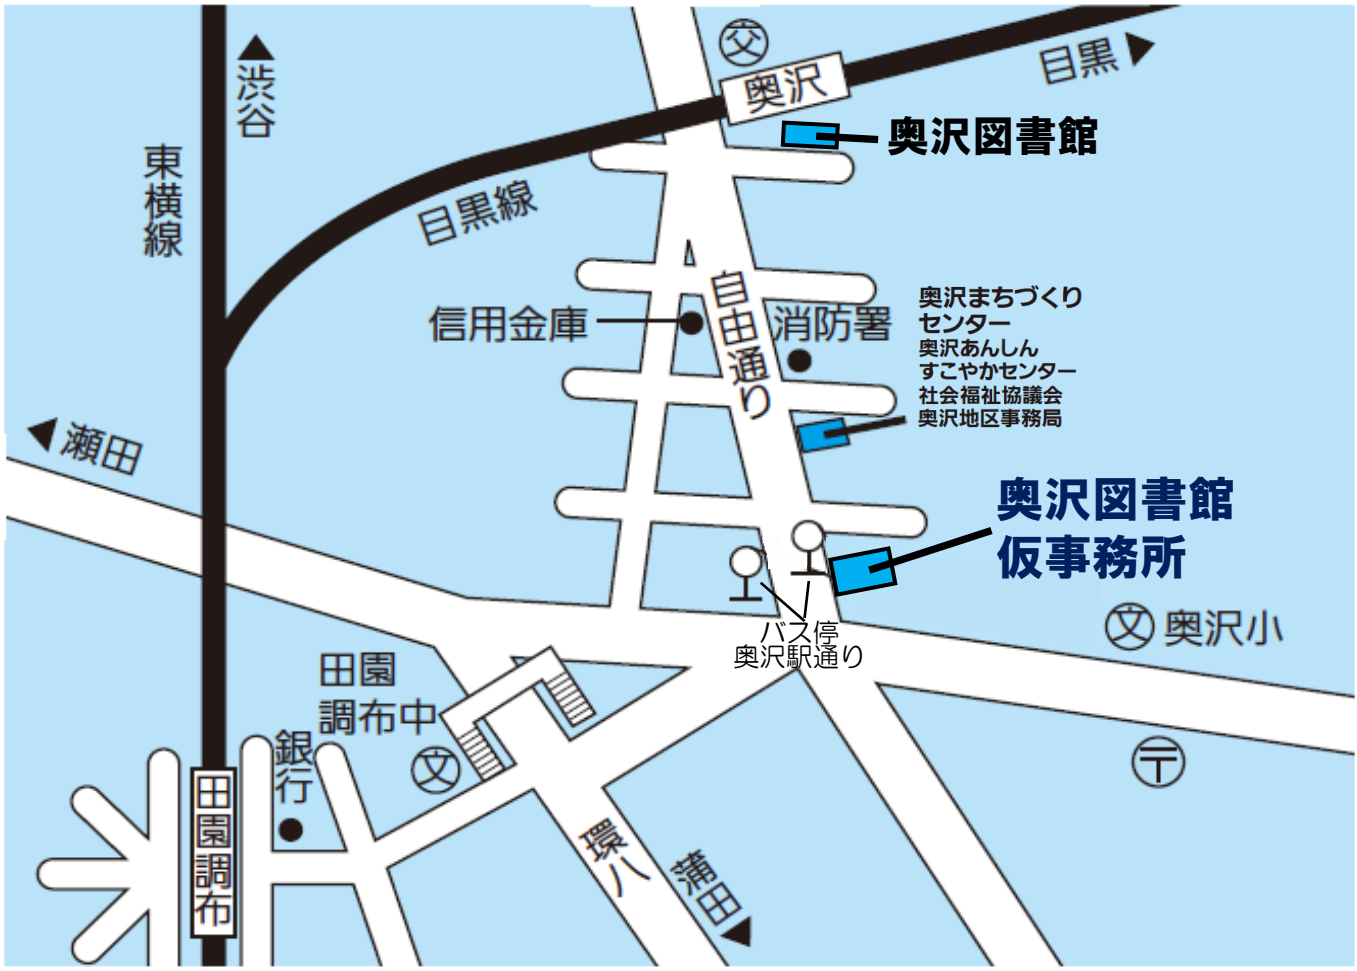 交
奥沢
目黒
渋谷
奥沢図書館
東横線
目黒線
自由通り
信用金庫
消防署
奥沢まちづくり
センター
奥沢あんしん
すこやかセンター
社会福祉協議会
奥沢地区事務局
瀬田
奥沢図書館
仮事務所
バス停
奥沢駅通り
文 奥沢小
田園
調布中
文
銀行
〒
田園調布
環八
蒲田